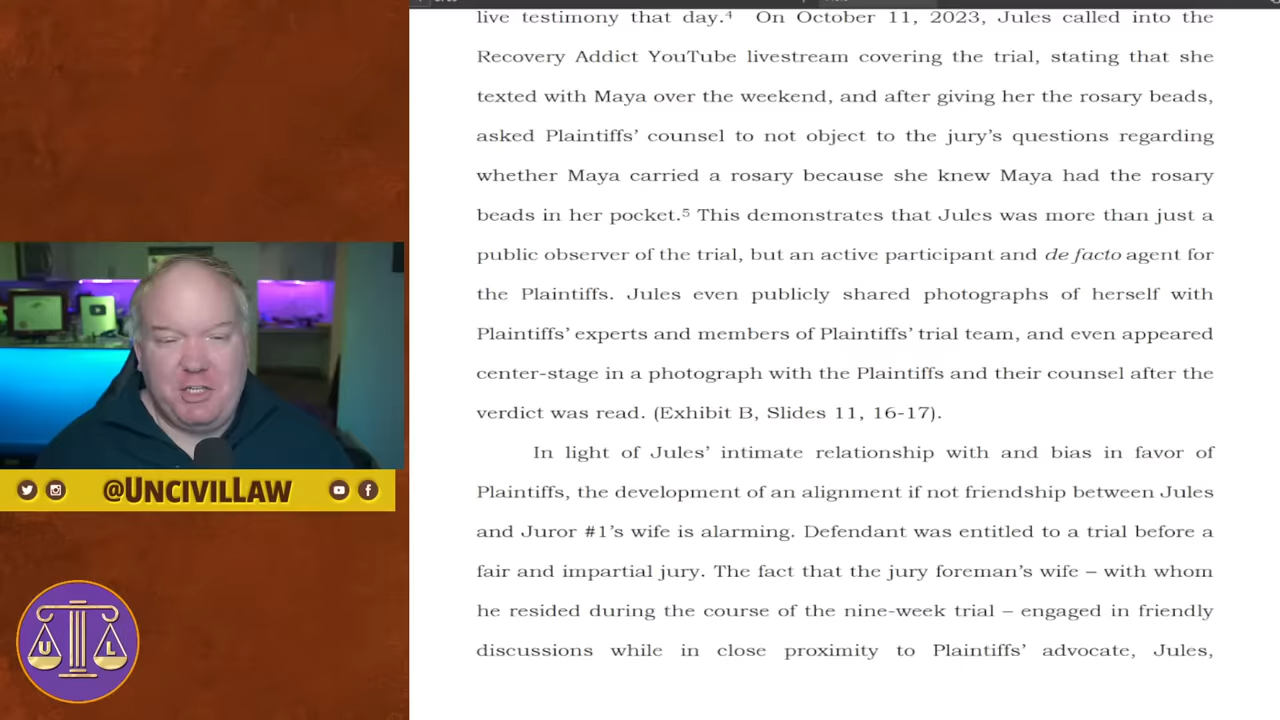 live testimony that day.⁴ On October 11, 2023, Jules called into the
Recovery Addict YouTube livestream covering the trial, stating that she
texted with Maya over the weekend, and after giving her the rosary beads,
asked Plaintiffs’ counsel to not object to the jury’s questions regarding
whether Maya carried a rosary because she knew Maya had the rosary
beads in her pocket.⁵ This demonstrates that Jules was more than just a
public observer of the trial, but an active participant and de facto agent for
the Plaintiffs. Jules even publicly shared photographs of herself with
Plaintiffs’ experts and members of Plaintiffs’ trial team, and even appeared
center-stage in a photograph with the Plaintiffs and their counsel after the
verdict was read. (Exhibit B, Slides 11, 16-17).
In light of Jules’ intimate relationship with and bias in favor of
Plaintiffs, the development of an alignment if not friendship between Jules
and Juror #1’s wife is alarming. Defendant was entitled to a trial before a
fair and impartial jury. The fact that the jury foreman’s wife – with whom
he resided during the course of the nine-week trial – engaged in friendly
discussions while in close proximity to Plaintiffs’ advocate, Jules,
@UNCIVILLAW
U L